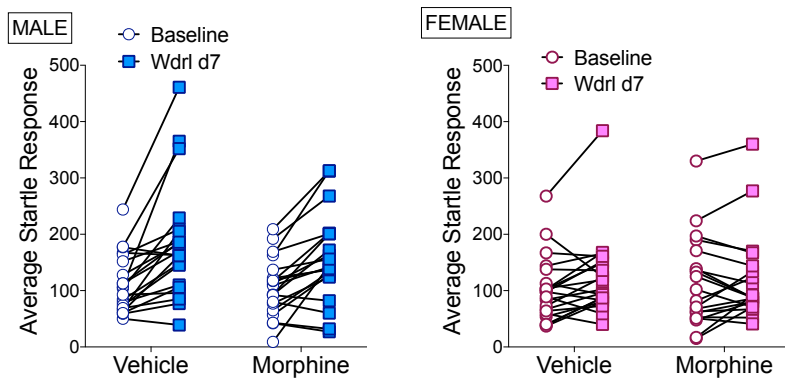 MALE
Baseline
Wdrl d7
Average Startle Response
500
400
300
200
100
0
Vehicle
Morphine
FEMALE
Baseline
Wdrl d7
Average Startle Response
500
400
300
200
100
0
Vehicle
Morphine